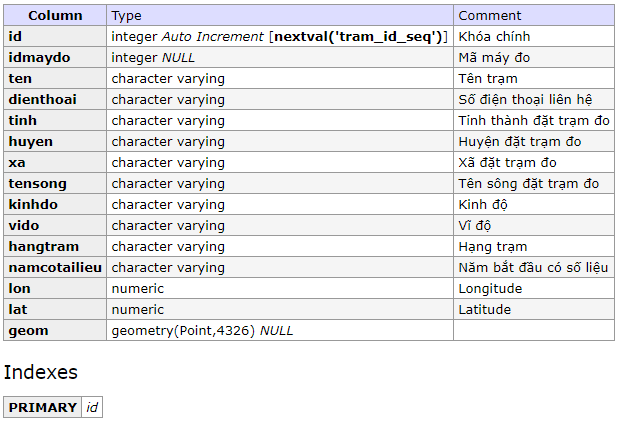 Column Type Comment
id integer Auto Increment [nextval('tram_id_seq')] Khóa chính
idmaydo integer NULL Mã máy đo
ten character varying Tên trạm
dienthoai character varying Số điện thoại liên hệ
tinh character varying Tỉnh thành đặt trạm đo
huyen character varying Huyện đặt trạm đo
xa character varying Xã đặt trạm đo
tensong character varying Tên sông đặt trạm đo
kinhdo character varying Kinh độ
vido character varying Vĩ độ
hangtram character varying Hạng trạm
namcotailieu character varying Năm bắt đầu có số liệu
lon numeric Longitude
lat numeric Latitude
geom geometry(Point,4326) NULL
Indexes
PRIMARY id